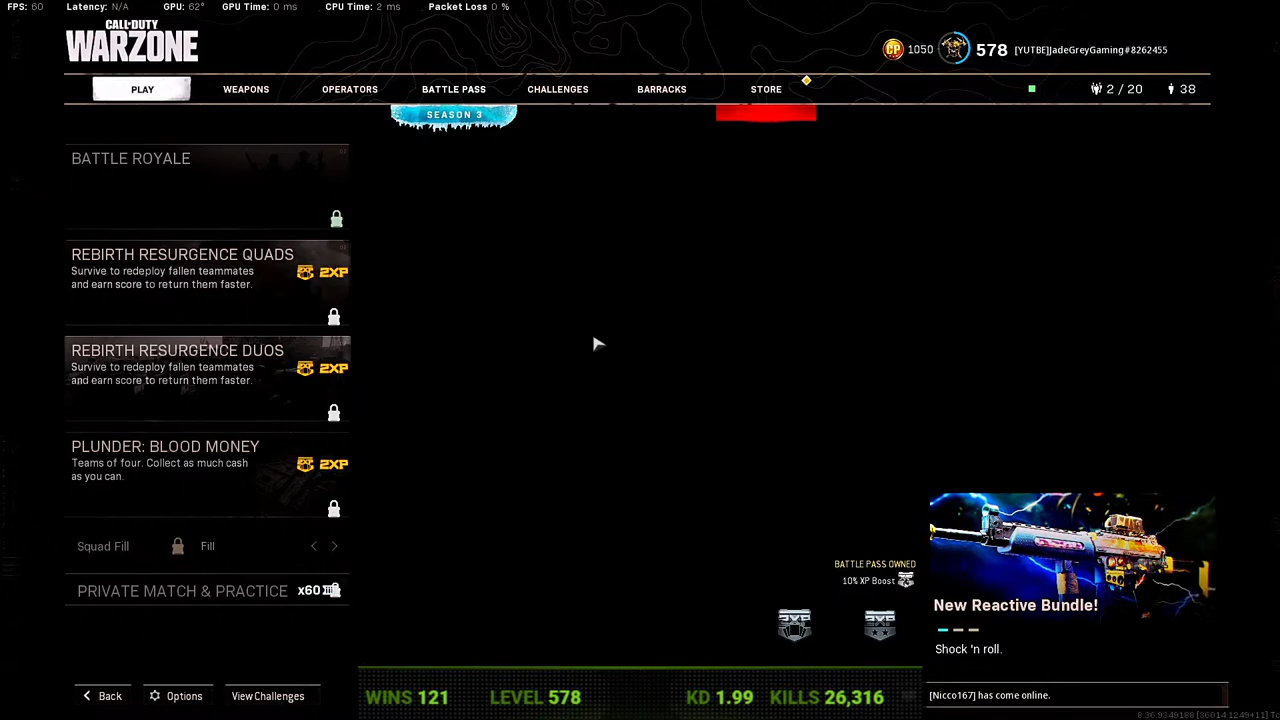 FPS: 60 Latency: N/A GPU: 62° GPU Time: 0 ms CPU Time: 2 ms Packet Loss 0 %
CALL OF DUTY
WARZONE
CP 1050 578 [YUTBE]JadeGreyGaming#8262455
PLAY WEAPONS OPERATORS BATTLE PASS CHALLENGES BARRACKS STORE 2 / 20 38
SEASON 3
BATTLE ROYALE
REBIRTH RESURGENCE QUADS
Survive to redeploy fallen teammates
and earn score to return them faster.
2XP 2XP
REBIRTH RESURGENCE DUOS
Survive to redeploy fallen teammates
and earn score to return them faster.
2XP 2XP
PLUNDER: BLOOD MONEY
Teams of four. Collect as much cash
as you can.
2XP 2XP
Squad Fill Fill
PRIVATE MATCH & PRACTICE x60
BATTLE PASS OWNED
10% XP Boost
2XP 2XP
New Reactive Bundle!
Shock 'n roll.
Back Options View Challenges
WINS 121 LEVEL 578 KD 1.99 KILLS 26,316
[Nicco167] has come online.